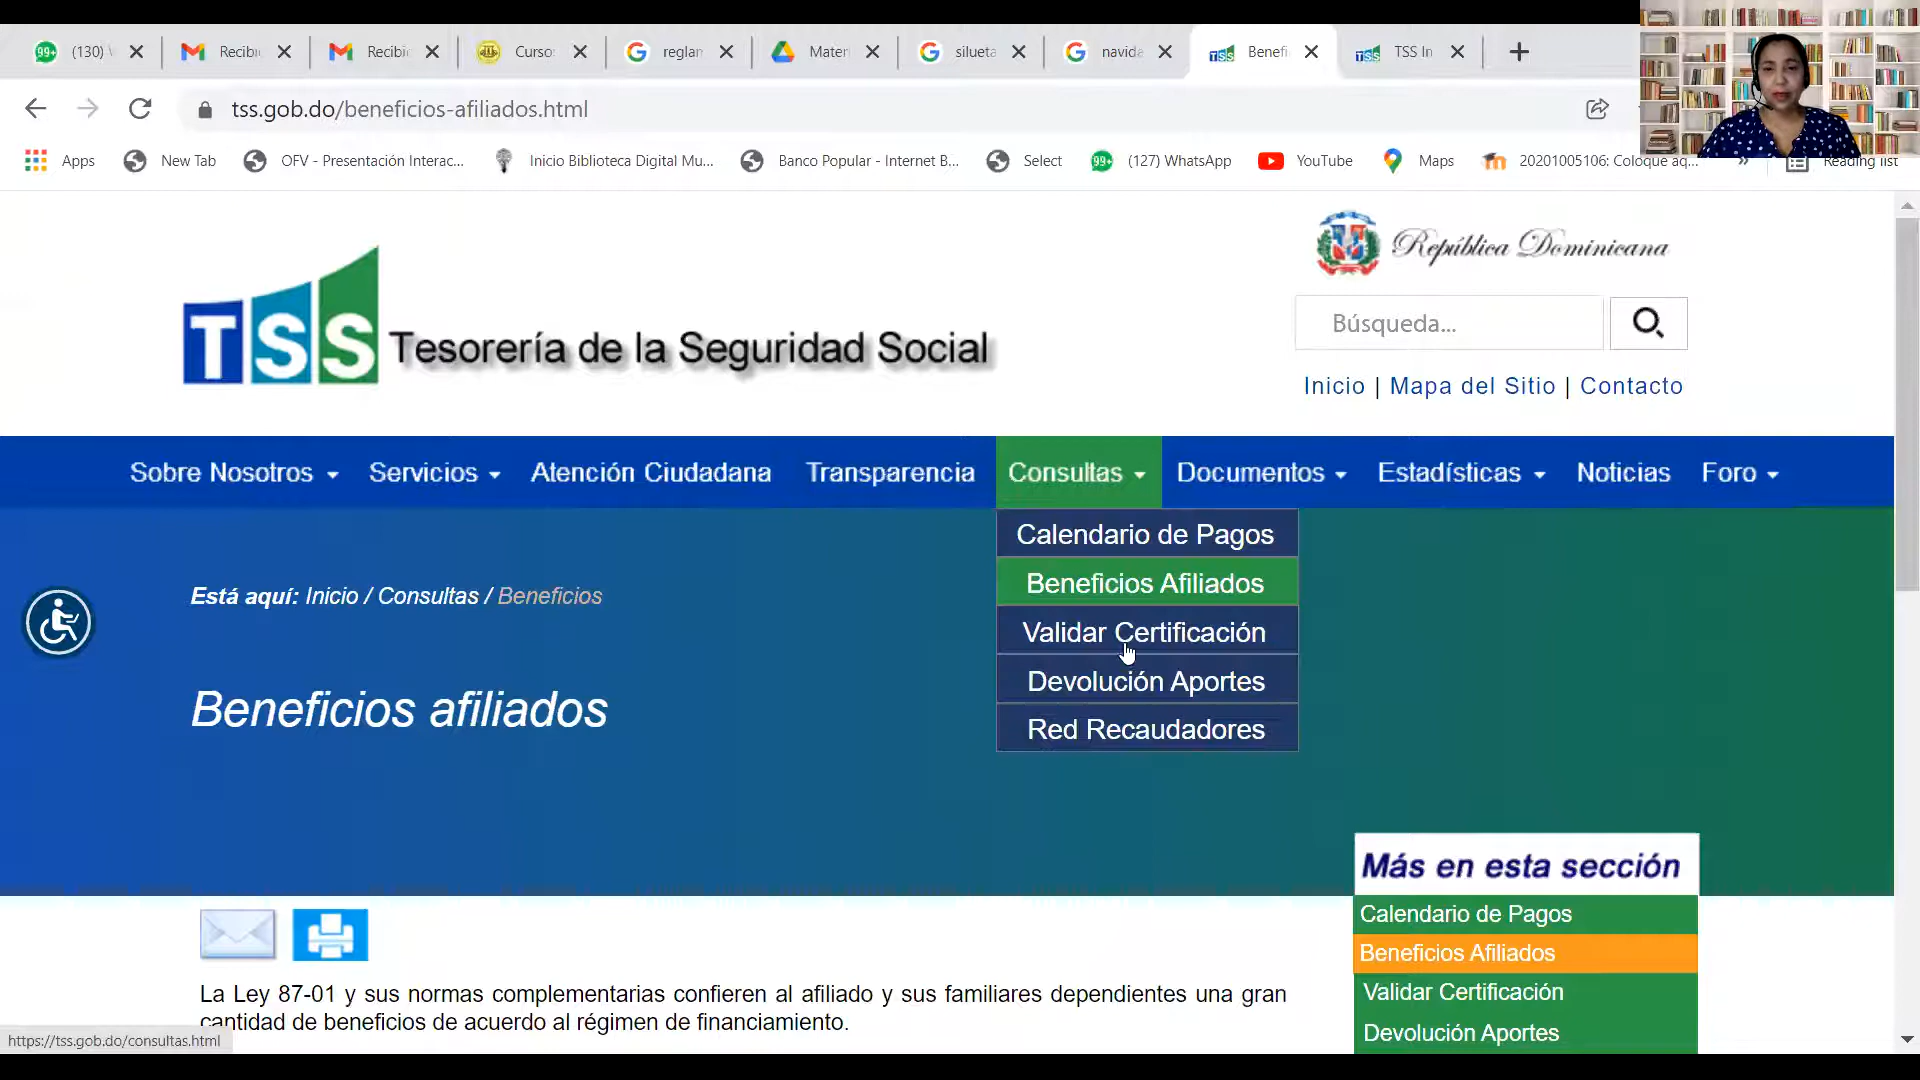 99+ (130)
Recibi
Recibi
Curso
reglan
Mater
silueta
navida
Benefi
TSS In
tss.gob.do/beneficios-afiliados.html
Apps
New Tab
OFV - Presentación Interac...
Inicio Biblioteca Digital Mu...
Banco Popular - Internet B...
Select
99+ (127) WhatsApp
YouTube
Maps
20201005106: Coloque aq...
»
Reading list
TSS Tesorería de la Seguridad Social
República Dominicana
Búsqueda...
Inicio | Mapa del Sitio | Contacto
Sobre Nosotros
Servicios
Atención Ciudadana
Transparencia
Consultas
Documentos
Estadísticas
Noticias
Foro
Calendario de Pagos
Beneficios Afiliados
Validar Certificación
Devolución Aportes
Red Recaudadores
Está aquí: Inicio / Consultas / Beneficios
Beneficios afiliados
Más en esta sección
Calendario de Pagos
Beneficios Afiliados
Validar Certificación
Devolución Aportes
La Ley 87-01 y sus normas complementarias confieren al afiliado y sus familiares dependientes una gran
cantidad de beneficios de acuerdo al régimen de financiamiento.
https://tss.gob.do/consultas.html